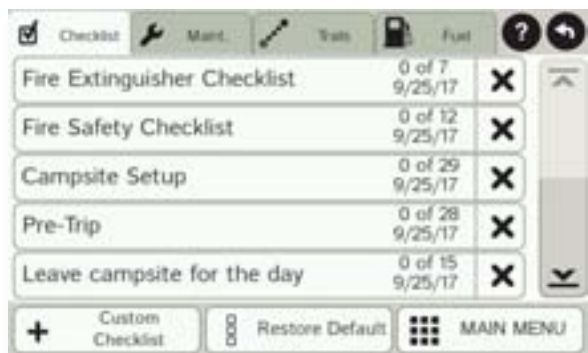 Checklist Maint. Trails Fuel ?
Fire Extinguisher Checklist 0 of 7
9/25/17
Fire Safety Checklist 0 of 12
9/25/17
Campsite Setup 0 of 29
9/25/17
Pre-Trip 0 of 28
9/25/17
Leave campsite for the day 0 of 15
9/25/17
+ Custom
Checklist
Restore Default
MAIN MENU